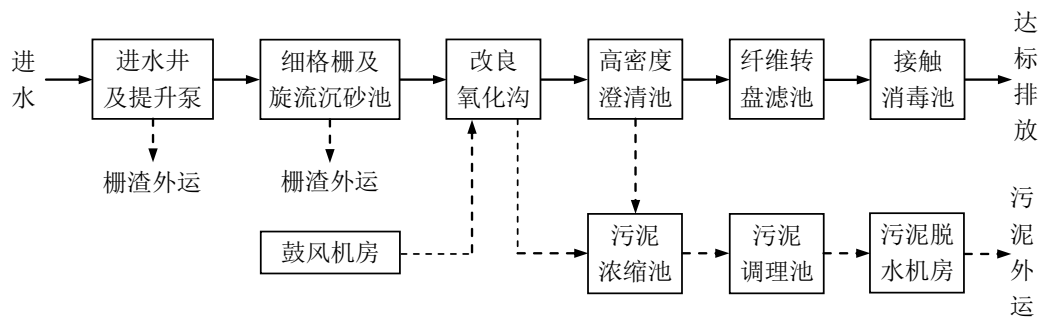 进水
进水井
及提升泵
细格栅及
旋流沉砂池
改良
氧化沟
高密度
澄清池
纤维转
盘滤池
接触
消毒池
达标排放
栅渣外运
栅渣外运
鼓风机房
污泥
浓缩池
污泥
调理池
污泥脱
水机房
污泥外运